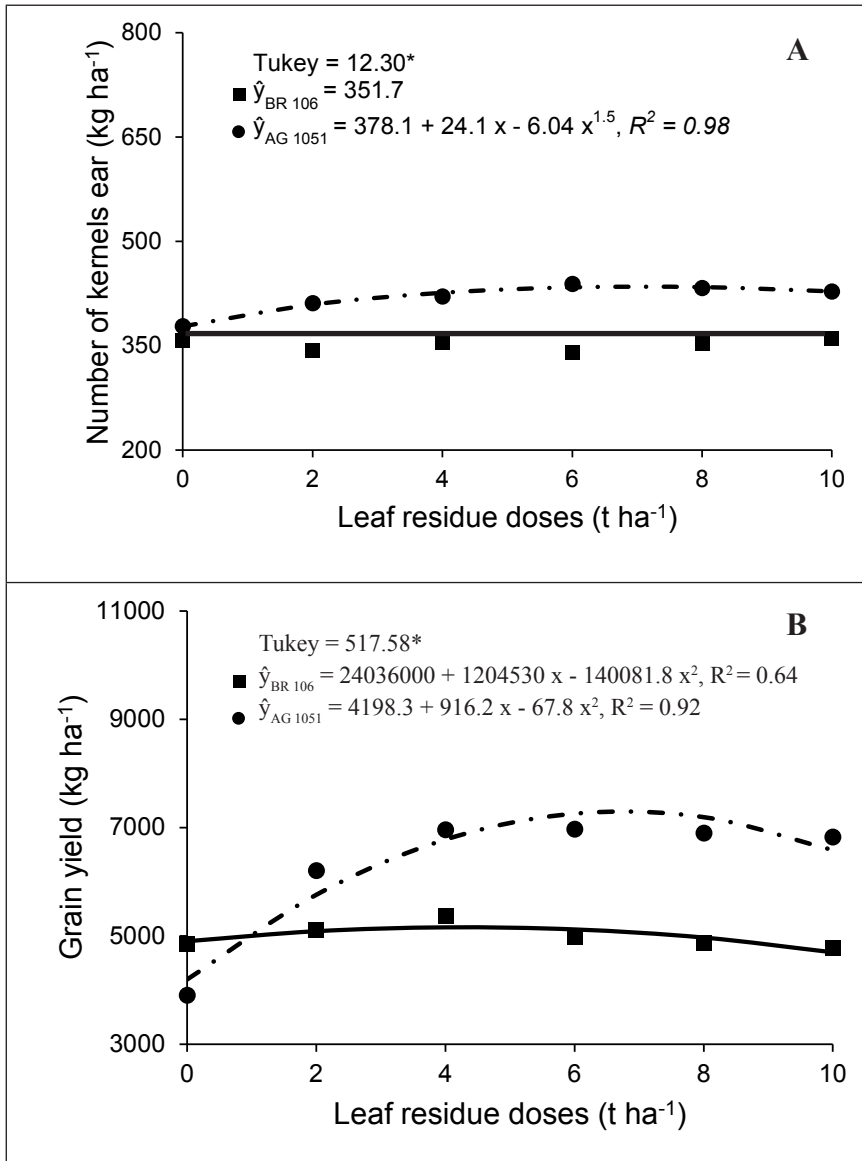 A
Tukey = 12.30*
ŷBR 106 = 351.7
ŷAG 1051 = 378.1 + 24.1 x - 6.04 x^1.5, R² = 0.98
Number of kernels ear (kg ha⁻¹)
800
650
500
350
200
0 2 4 6 8 10
Leaf residue doses (t ha⁻¹)
B
Tukey = 517.58*
ŷBR 106 = 24036000 + 1204530 x - 140081.8 x², R² = 0.64
ŷAG 1051 = 4198.3 + 916.2 x - 67.8 x², R² = 0.92
Grain yield (kg ha⁻¹)
11000
9000
7000
5000
3000
0 2 4 6 8 10
Leaf residue doses (t ha⁻¹)